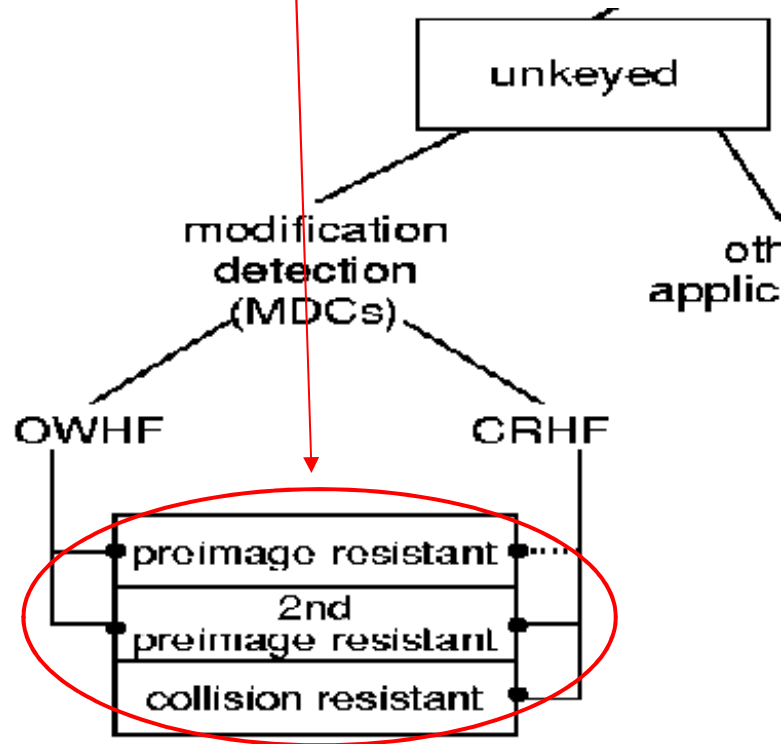 unkeyed
modification
detection
(MDCs)
oth
applic
OWHF
CRHF
preimage resistant
2nd
preimage resistant
collision resistant